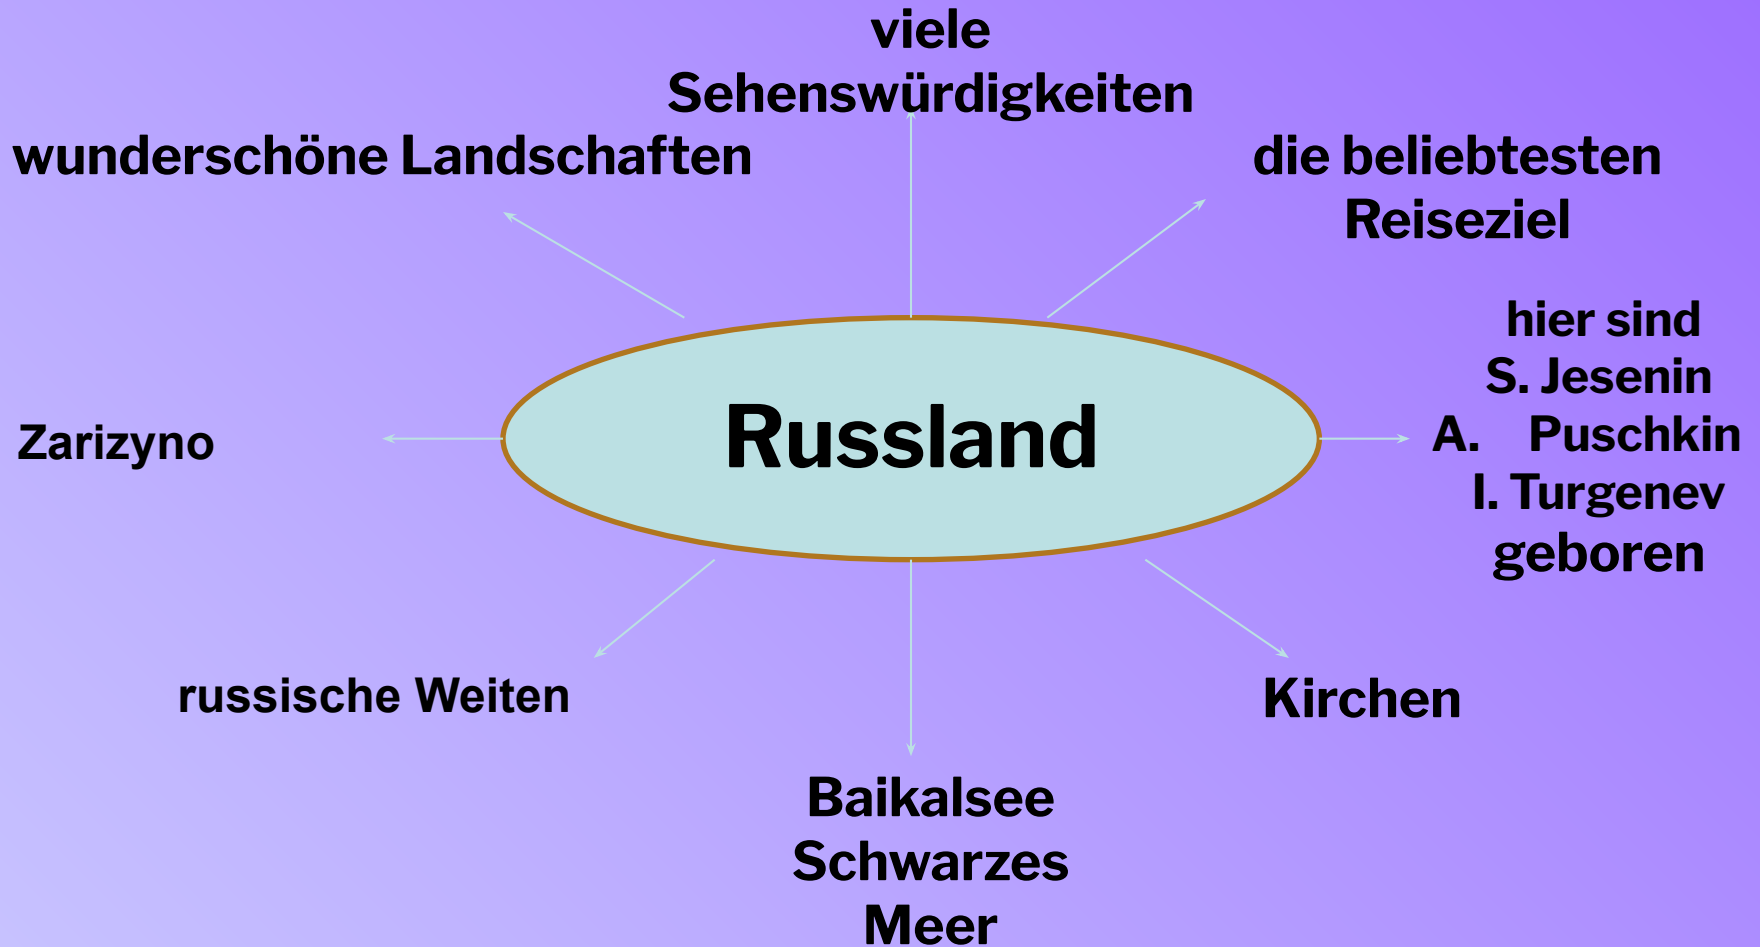 viele
Sehenswürdigkeiten
wunderschöne Landschaften
die beliebtesten
Reiseziel
hier sind
S. Jesenin
A. Puschkin
I. Turgenev
geboren
Russland
Zarizyno
russische Weiten
Kirchen
Baikalsee
Schwarzes
Meer